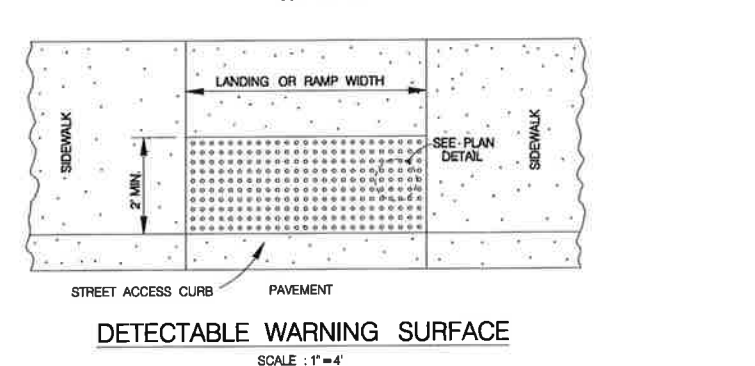 LANDING OR RAMP WIDTH
SIDEWALK
2' MIN.
SEE PLAN
DETAIL
SIDEWALK
STREET ACCESS CURB
PAVEMENT
DETECTABLE WARNING SURFACE
SCALE : 1"=4'